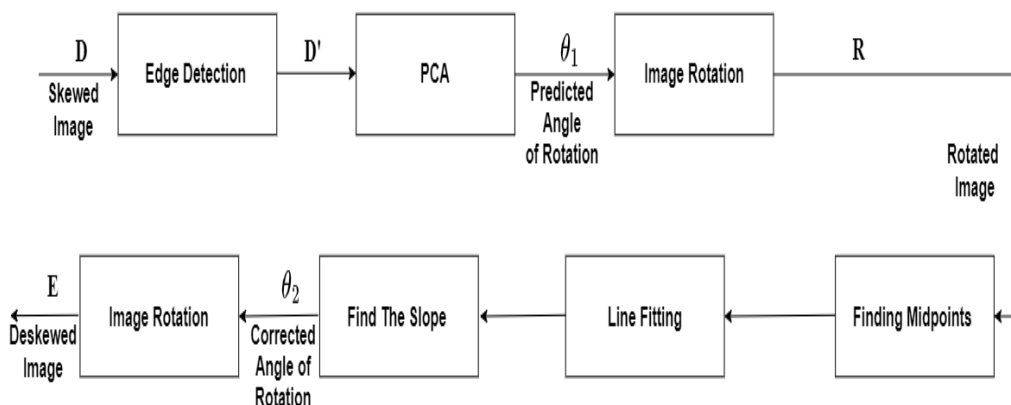 D
Skewed
Image
Edge Detection
D'
PCA
θ₁
Predicted
Angle
of Rotation
Image Rotation
R
Rotated
Image
Finding Midpoints
Line Fitting
Find The Slope
θ₂
Corrected
Angle of
Rotation
Image Rotation
E
Deskewed
Image